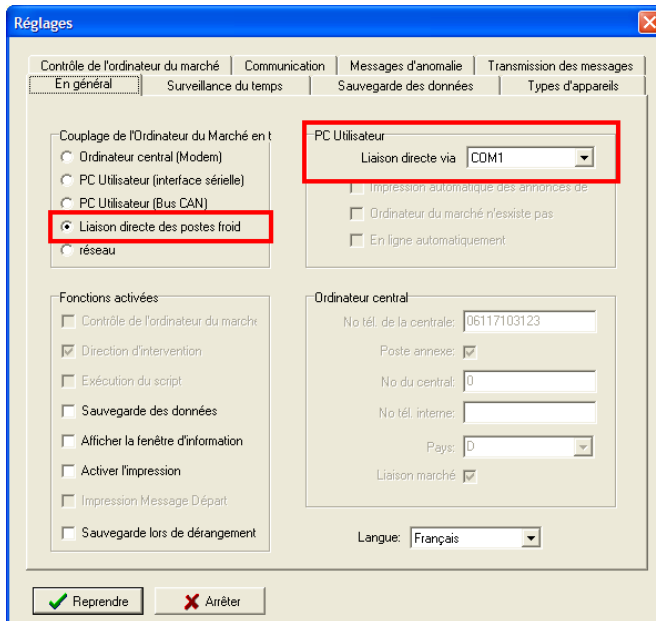 Réglages
Contrôle de l'ordinateur du marché
Communication
Messages d'anomalie
Transmission des messages
En général
Surveillance du temps
Sauvegarde des données
Types d'appareils
Couplage de l'Ordinateur du Marché en t
Ordinateur central (Modem)
PC Utilisateur (interface sérielle)
PC Utilisateur (Bus CAN)
Liaison directe des postes froid
réseau
PC Utilisateur
Liaison directe via COM1
Impression automatique des annonces de
Ordinateur du marché n'esxiste pas
En ligne automatiquement
Fonctions activées
Contrôle de l'ordinateur du marche
Direction d'intervention
Exécution du script
Sauvegarde des données
Afficher la fenêtre d'information
Activer l'impression
Impression Message Départ
Sauvegarde lors de dérangement
Ordinateur central
No tél. de la centrale: 06117103123
Poste annexe:
No du central: 0
No tél. interne:
Pays: D
Liaison marché
Langue: Français
Reprendre
Arrêter